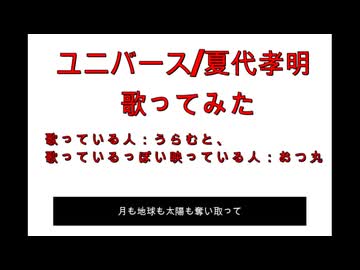 ユニバース/夏代孝明
歌ってみた
歌っている人：うらむと、
歌っているっぽい映っている人：おつ丸
月も地球も太陽も奪い取って